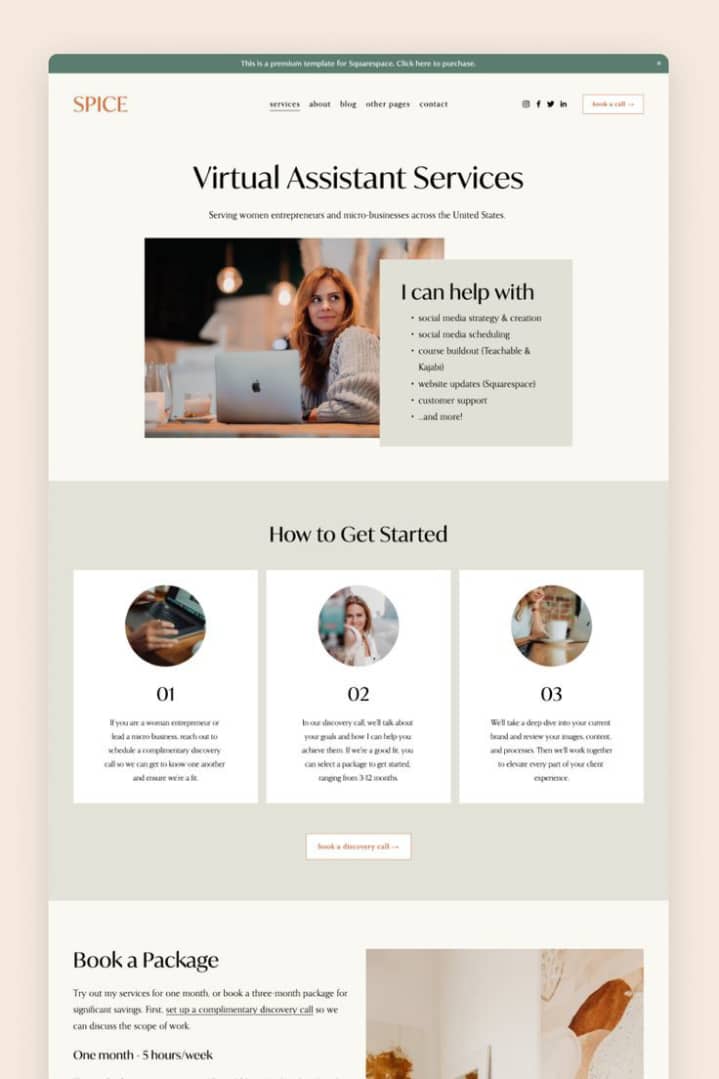 This is a premium template for Squarespace. Click here to purchase.
×
SPICE
services about blog other pages contact
book a call →
Virtual Assistant Services
Serving women entrepreneurs and micro-businesses across the United States.
I can help with
• social media strategy & creation
• social media scheduling
• course buildout (Teachable &
Kajabi)
• website updates (Squarespace)
• customer support
• ...and more!
How to Get Started
01
If you are a woman entrepreneur or
lead a micro-business, reach out to
schedule a complimentary discovery
call so we can get to know one another
and ensure we're a fit.
02
In our discovery call, we'll talk about
your goals and how I can help you
achieve them. If we're a good fit, you
can select a package to get started,
ranging from 3-12 months.
03
We'll take a deep-dive into your current
brand and review your images, content,
and processes. Then we'll work together
to elevate every part of your client
experience.
book a discovery call →
Book a Package
Try out my services for one month, or book a three-month package for
significant savings. First, set up a complimentary discovery call so we
can discuss the scope of work.
One month - 5 hours/week